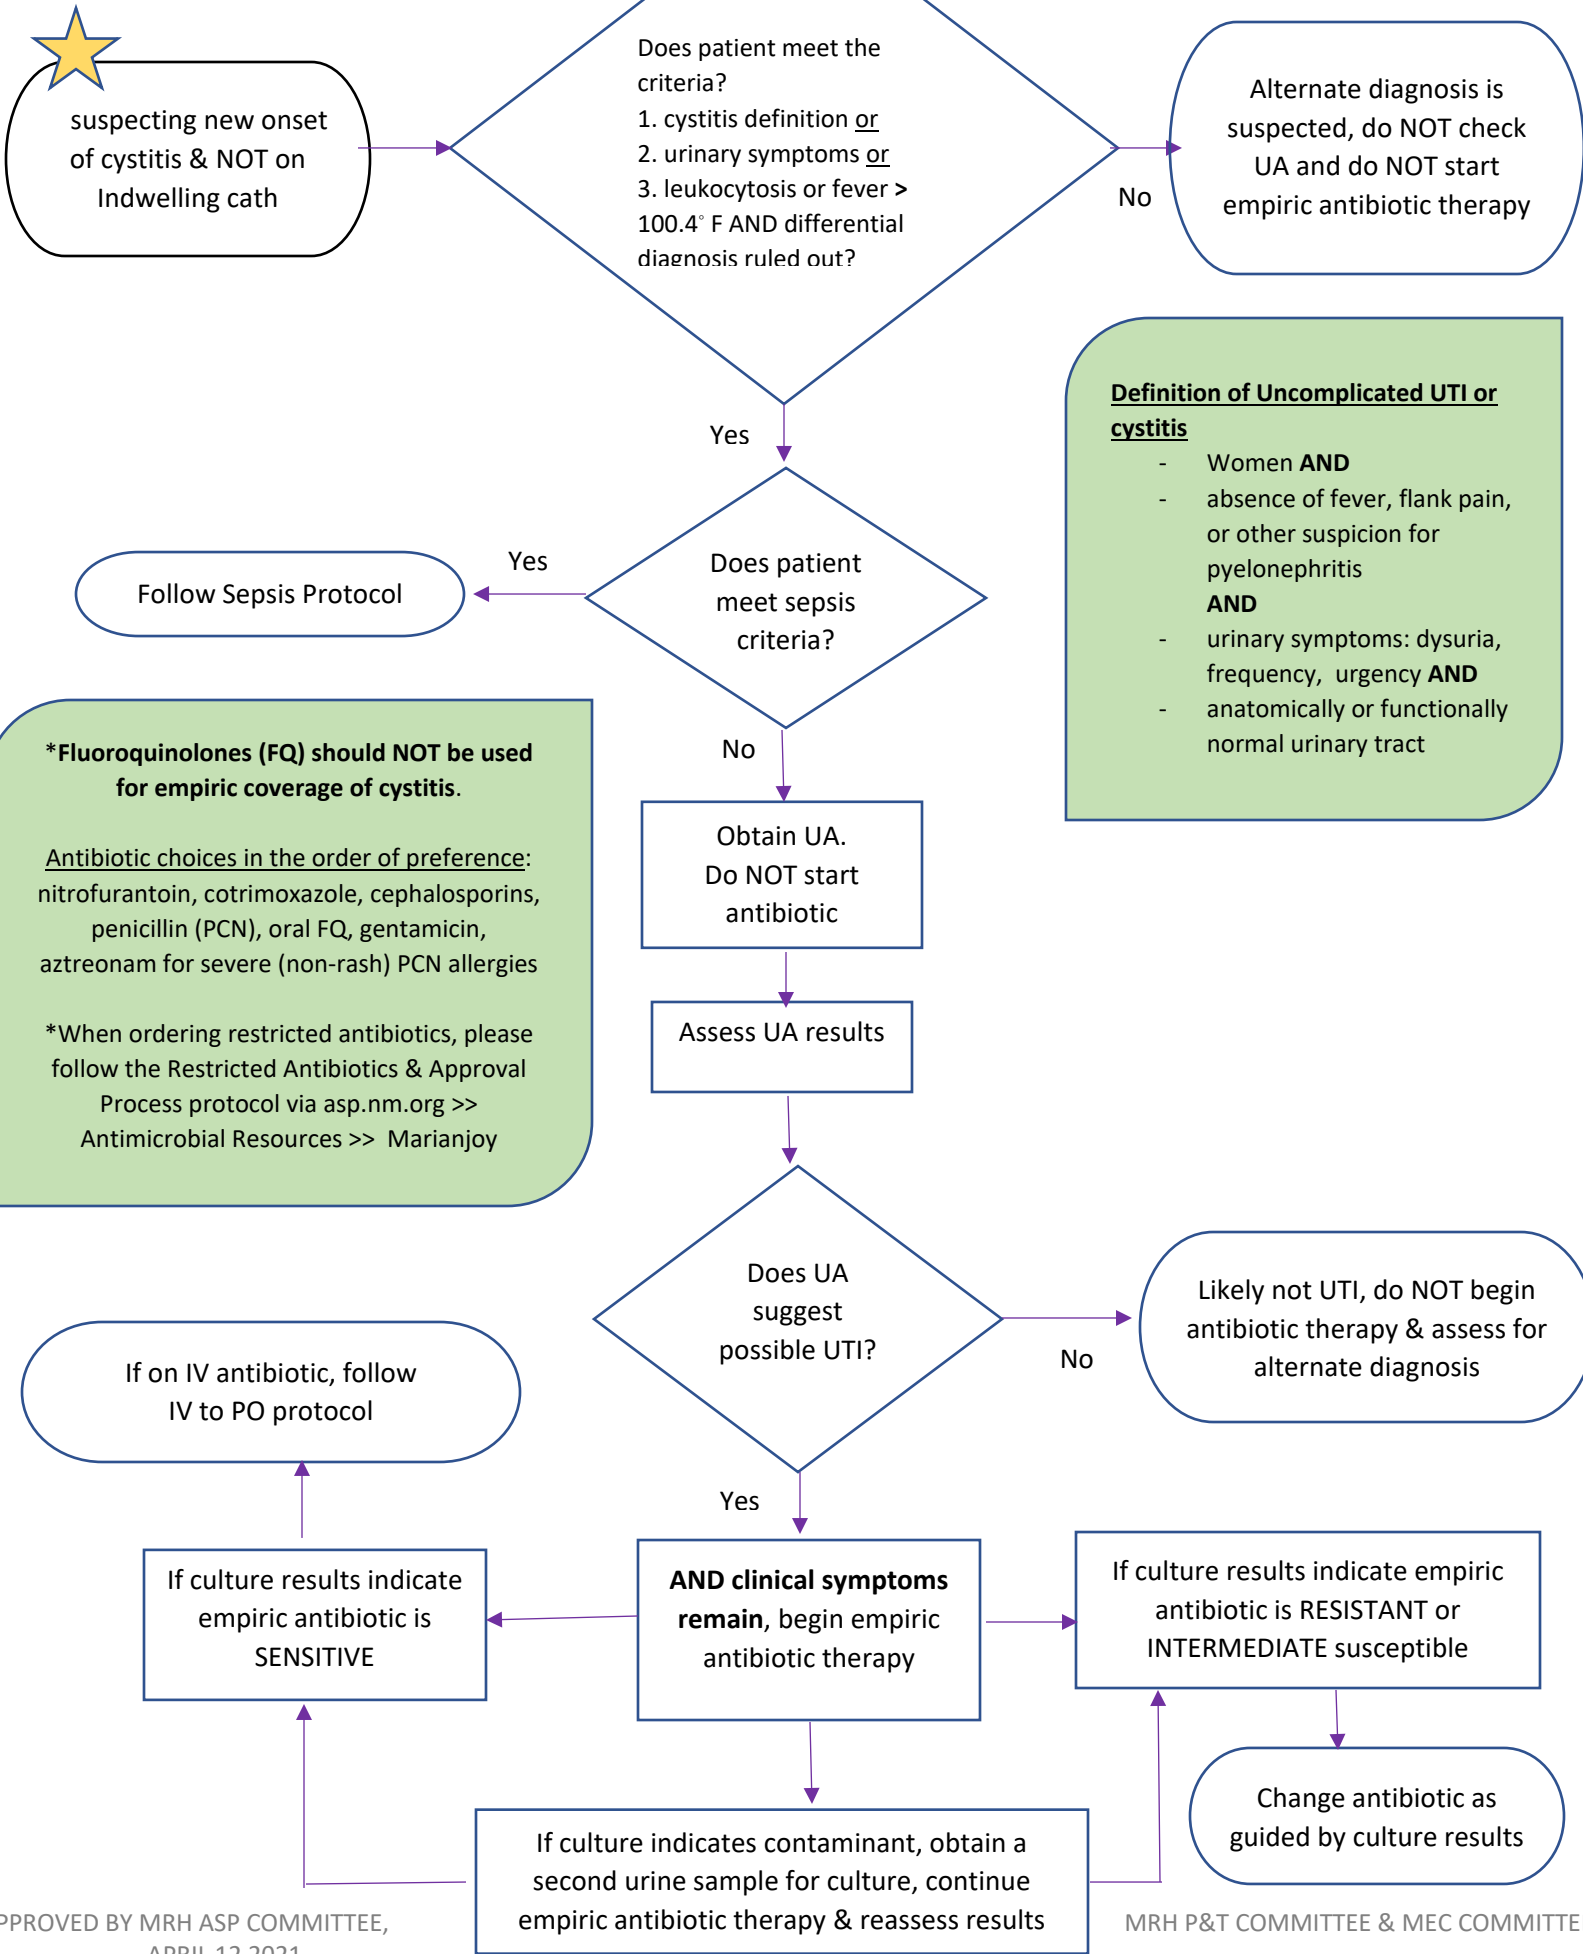 suspecting new onset
of cystitis & NOT on
Indwelling cath
Does patient meet the
criteria?
1. cystitis definition or
2. urinary symptoms or
3. leukocytosis or fever >
100.4° F AND differential
diagnosis ruled out?
No
Alternate diagnosis is
suspected, do NOT check
UA and do NOT start
empiric antibiotic therapy
Yes
Definition of Uncomplicated UTI or
cystitis
- Women AND
- absence of fever, flank pain,
or other suspicion for
pyelonephritis
AND
- urinary symptoms: dysuria,
frequency, urgency AND
- anatomically or functionally
normal urinary tract
Does patient
meet sepsis
criteria?
Yes
Follow Sepsis Protocol
No
*Fluoroquinolones (FQ) should NOT be used
for empiric coverage of cystitis.
Antibiotic choices in the order of preference:
nitrofurantoin, cotrimoxazole, cephalosporins,
penicillin (PCN), oral FQ, gentamicin,
aztreonam for severe (non-rash) PCN allergies
*When ordering restricted antibiotics, please
follow the Restricted Antibiotics & Approval
Process protocol via asp.nm.org >>
Antimicrobial Resources >> Marianjoy
Obtain UA.
Do NOT start
antibiotic
Assess UA results
Does UA
suggest
possible UTI?
No
Likely not UTI, do NOT begin
antibiotic therapy & assess for
alternate diagnosis
Yes
If on IV antibiotic, follow
IV to PO protocol
If culture results indicate
empiric antibiotic is
SENSITIVE
AND clinical symptoms
remain, begin empiric
antibiotic therapy
If culture results indicate empiric
antibiotic is RESISTANT or
INTERMEDIATE susceptible
Change antibiotic as
guided by culture results
If culture indicates contaminant, obtain a
second urine sample for culture, continue
empiric antibiotic therapy & reassess results
PPROVED BY MRH ASP COMMITTEE,
APRIL 12 2021
MRH P&T COMMITTEE & MEC COMMITTE